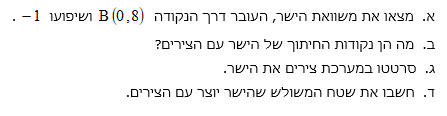 א. מצאו את משוואת הישר, העובר דרך הנקודה B(0,8) ושיפועו −1 .
ב. מה הן נקודות החיתוך של הישר עם הצירים?
ג. סרטטו במערכת צירים את הישר.
ד. חשבו את שטח המשולש שהישר יוצר עם הצירים.